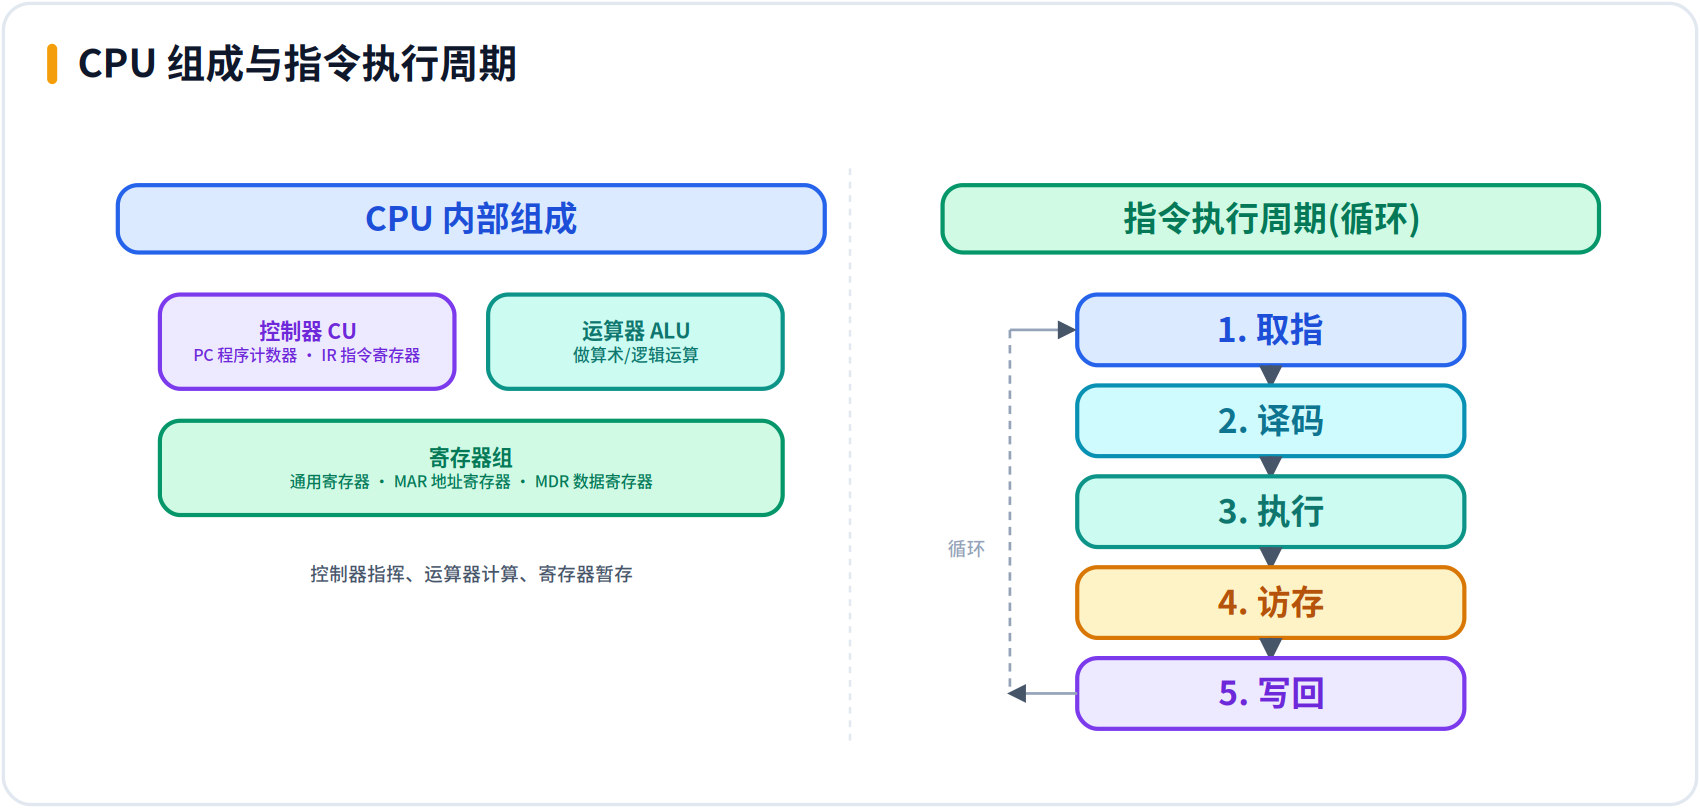 CPU 组成与指令执行周期
CPU 内部组成
控制器 CU
PC 程序计数器 · IR 指令寄存器
运算器 ALU
做算术/逻辑运算
寄存器组
通用寄存器 · MAR 地址寄存器 · MDR 数据寄存器
控制器指挥、运算器计算、寄存器暂存
指令执行周期(循环)
1. 取指
2. 译码
3. 执行
4. 访存
5. 写回
循环